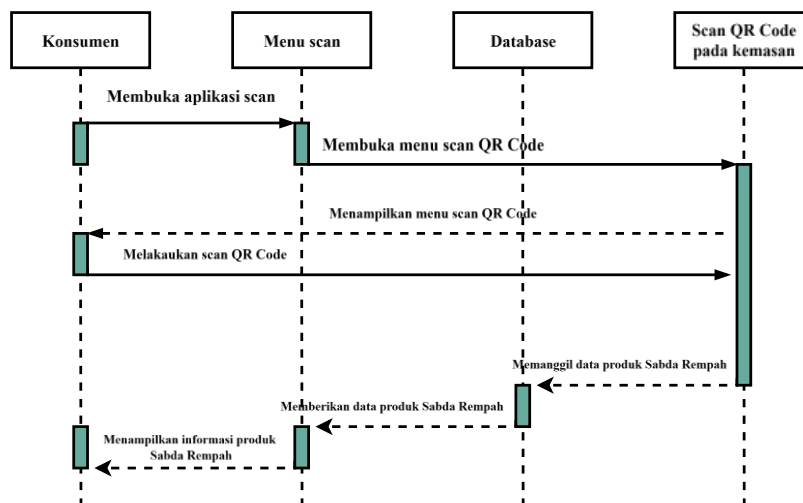 Konsumen
Menu scan
Database
Scan QR Code
pada kemasan
Membuka aplikasi scan
Membuka menu scan QR Code
Menampilkan menu scan QR Code
Melakaukan scan QR Code
Memanggil data produk Sabda Rempah
Memberikan data produk Sabda Rempah
Menampilkan informasi produk
Sabda Rempah